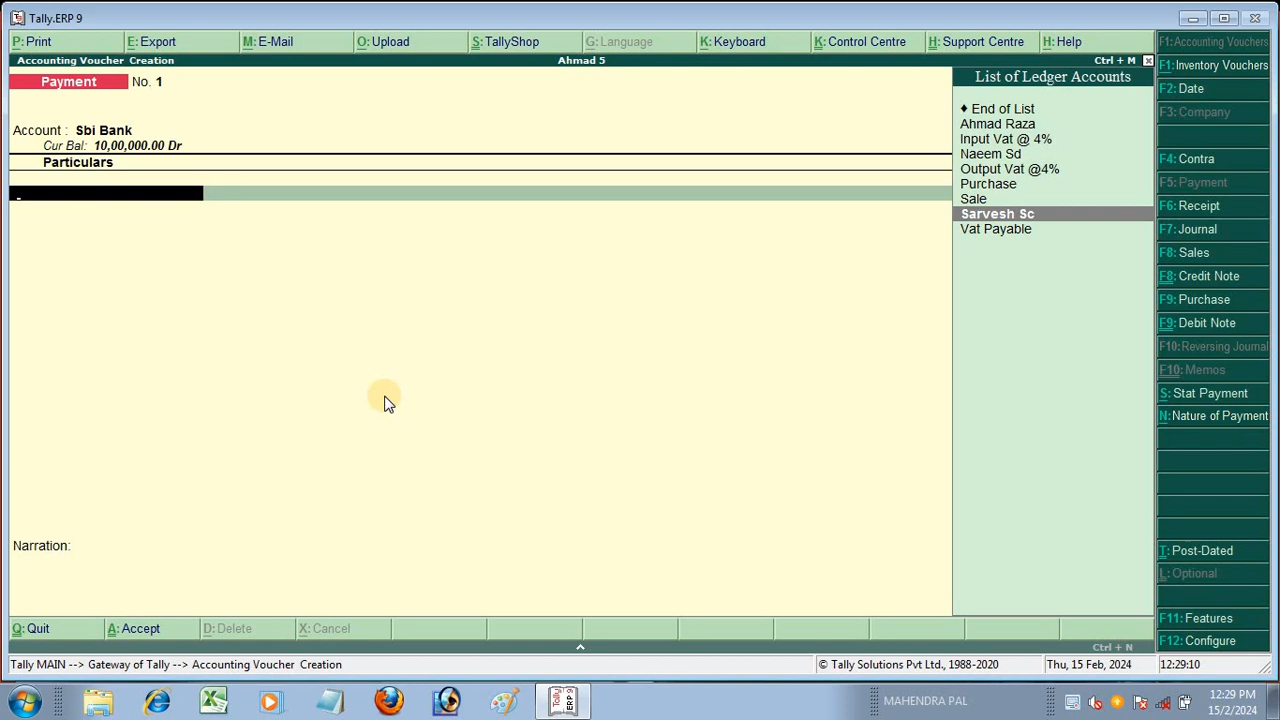 Tally.ERP 9
P: Print E: Export M: E-Mail O: Upload S: TallyShop G: Language K: Keyboard K: Control Centre H: Support Centre H: Help
Accounting Voucher Creation Ahmad 5 Ctrl + M
Payment No. 1
Account : Sbi Bank
Cur Bal: 10,00,000.00 Dr
Particulars
Narration:
List of Ledger Accounts
♦ End of List
Ahmad Raza
Input Vat @ 4%
Naeem Sd
Output Vat @4%
Purchase
Sale
Sarvesh Sc
Vat Payable
F1: Accounting Vouchers
F1: Inventory Vouchers
F2: Date
F3: Company
F4: Contra
F5: Payment
F6: Receipt
F7: Journal
F8: Sales
F8: Credit Note
F9: Purchase
F9: Debit Note
F10: Reversing Journal
F10: Memos
S: Stat Payment
N: Nature of Payment
T: Post-Dated
L: Optional
F11: Features
F12: Configure
Q: Quit A: Accept D: Delete X: Cancel
Ctrl + N
Tally MAIN --> Gateway of Tally --> Accounting Voucher Creation © Tally Solutions Pvt Ltd., 1988-2020 Thu, 15 Feb, 2024 12:29:10
MAHENDRA PAL 12:29 PM
15/2/2024